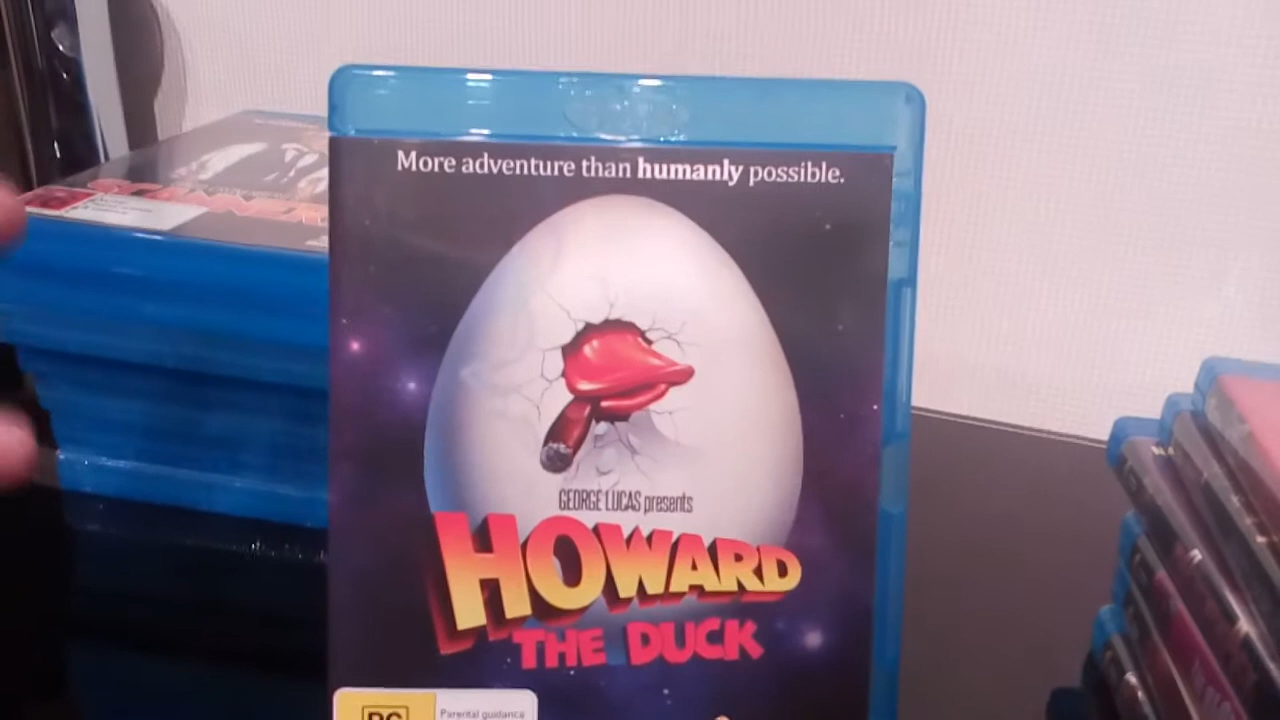 More adventure than humanly possible.
GEORGE LUCAS presents
HOWARD
THE DUCK
PG
Parental guidance